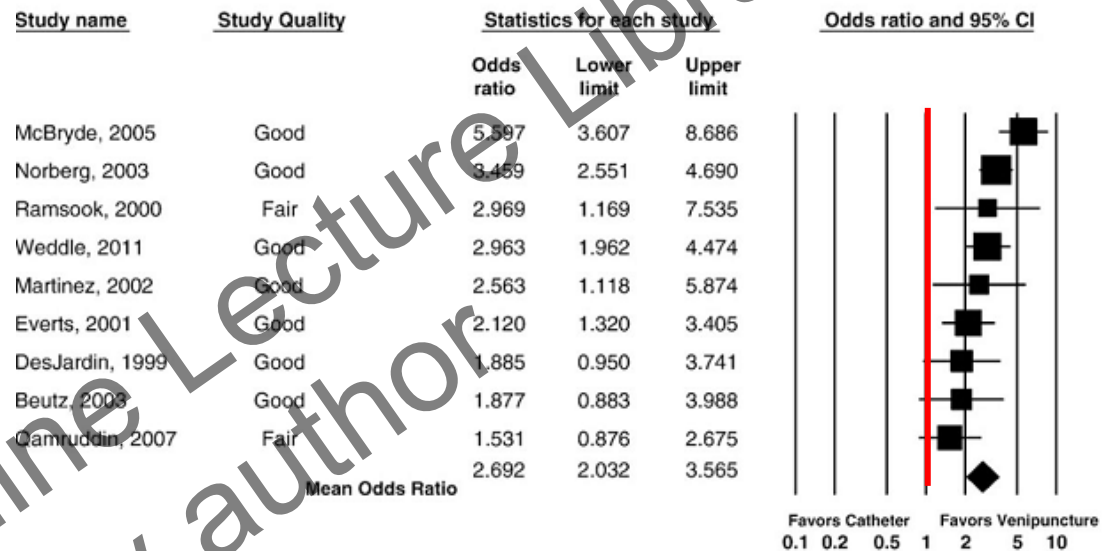 Study name Study Quality Statistics for each study Odds ratio and 95% CI
Odds ratio Lower limit Upper limit
McBryde, 2005 Good 5.597 3.607 8.686
Norberg, 2003 Good 3.459 2.551 4.690
Ramsook, 2000 Fair 2.969 1.169 7.535
Weddle, 2011 Good 2.963 1.962 4.474
Martinez, 2002 Good 2.563 1.118 5.874
Everts, 2001 Good 2.120 1.320 3.405
DesJardin, 1999 Good 1.885 0.950 3.741
Beutz, 2003 Good 1.877 0.883 3.988
Qamruddin, 2007 Fair 1.531 0.876 2.675
Mean Odds Ratio 2.692 2.032 3.565
Favors Catheter Favors Venipuncture
0.1 0.2 0.5 1 2 5 10
Lecture
author